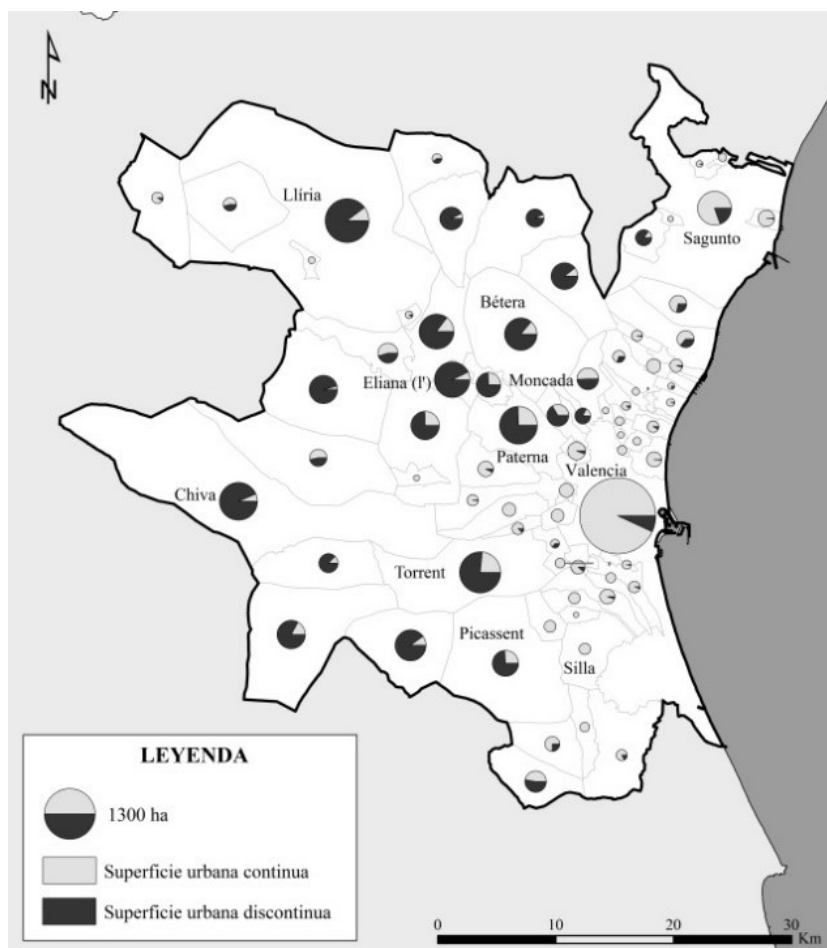 N
Llíria
Sagunto
Bétera
Eliana (l')
Moncada
Paterna
Valencia
Chiva
Torrent
Picassent
Silla
LEYENDA
1300 ha
Superficie urbana continua
Superficie urbana discontinua
0 10 20 30
Km